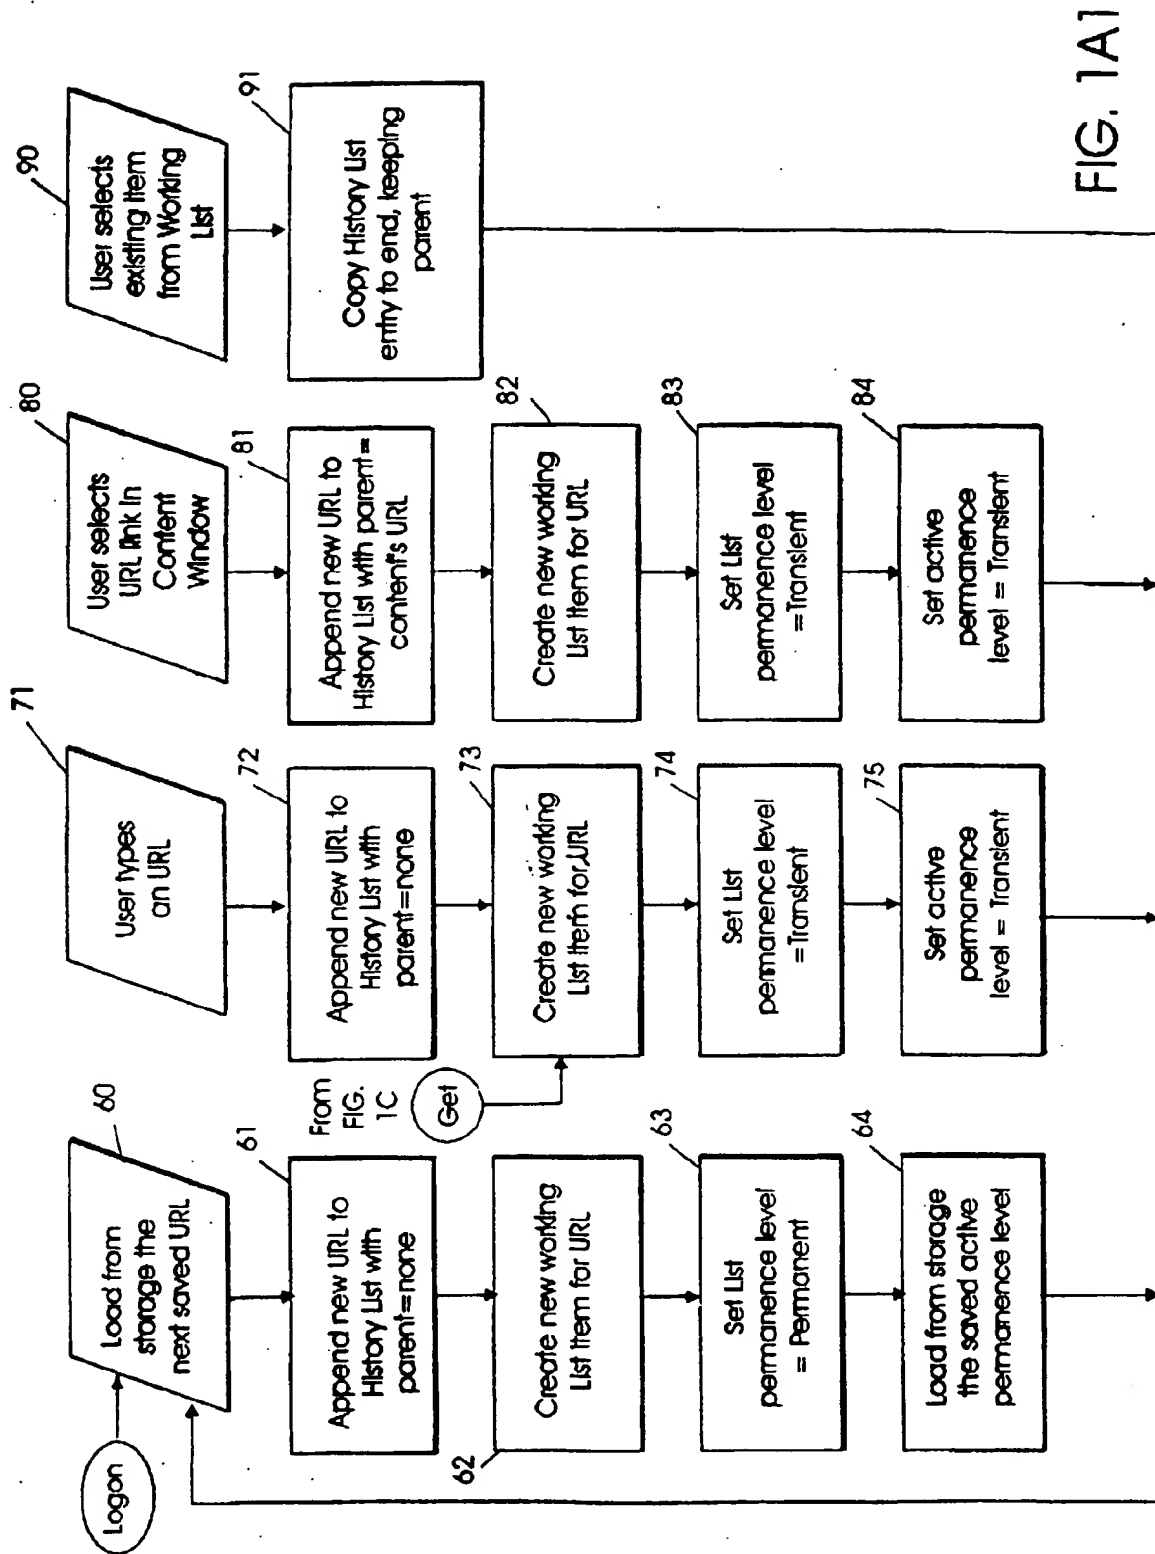 Logon
60
Load from
storage the
next saved URL
61
Append new URL to
History List with
parent=none
62
Create new working
List Item for URL
63
Set List
permanence level
= Permanent
64
Load from storage
the saved active
permanence level
From
FIG.
1C
Get
71
User types
an URL
72
Append new URL to
History List with
parent=none
73
Create new working
List Item for URL
74
Set List
permanence level
=Transient
75
Set active
permanence
level = Transient
80
User selects
URL link in
Content
Window
81
Append new URL to
History List with parent=
content's URL
82
Create new working
List Item for URL
83
Set List
permanence level
=Transient
84
Set active
permanence
level = Transient
90
User selects
existing item
from Working
List
91
Copy History List
entry to end, keeping
parent
FIG. 1A1